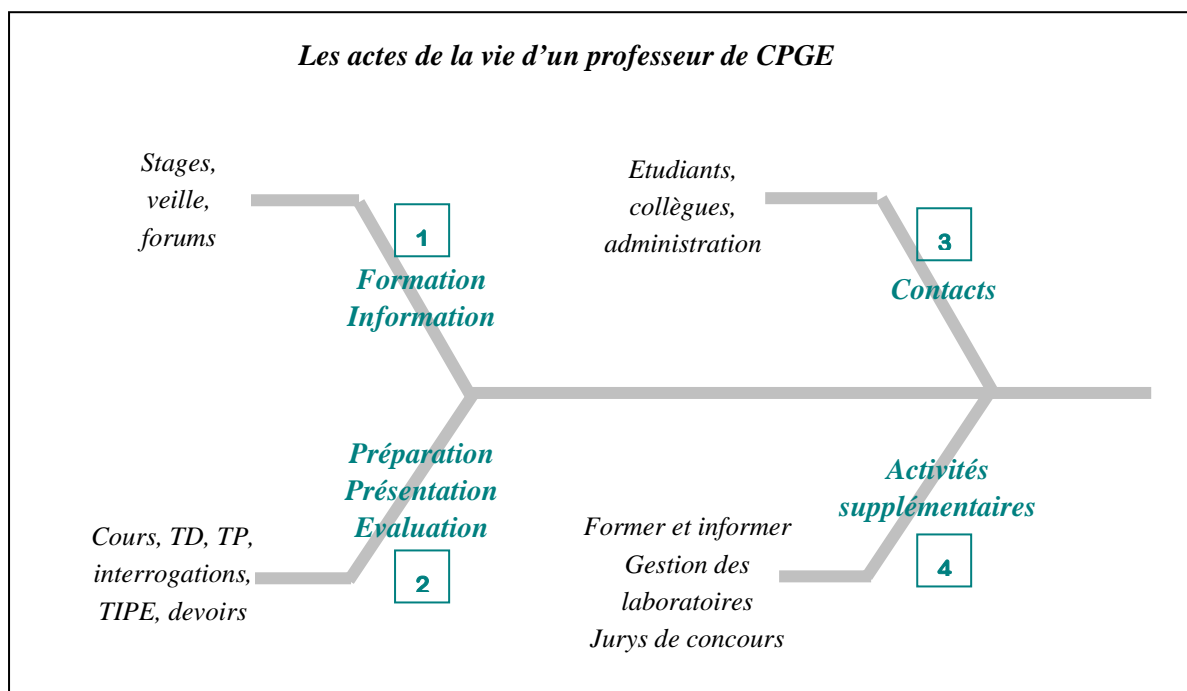 Les actes de la vie d'un professeur de CPGE
Stages,
veille,
forums
1
Formation
Information
Etudiants,
collègues,
administration
3
Contacts
Préparation
Présentation
Evaluation
2
Cours, TD, TP,
interrogations,
TIPE, devoirs
Activités
supplémentaires
4
Former et informer
Gestion des
laboratoires
Jurys de concours